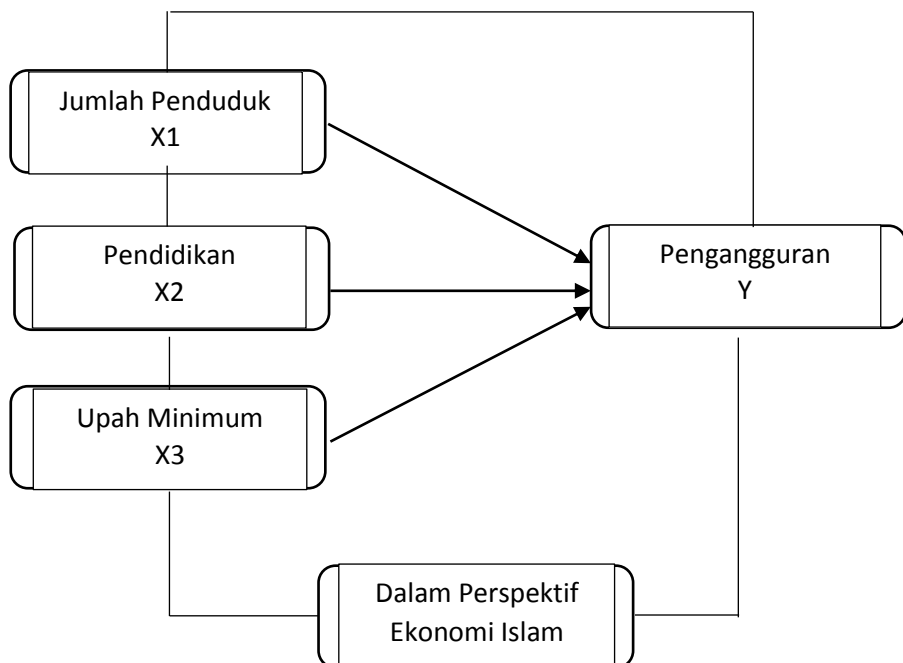 Jumlah Penduduk
X1
Pendidikan
X2
Upah Minimum
X3
Pengangguran
Y
Dalam Perspektif
Ekonomi Islam